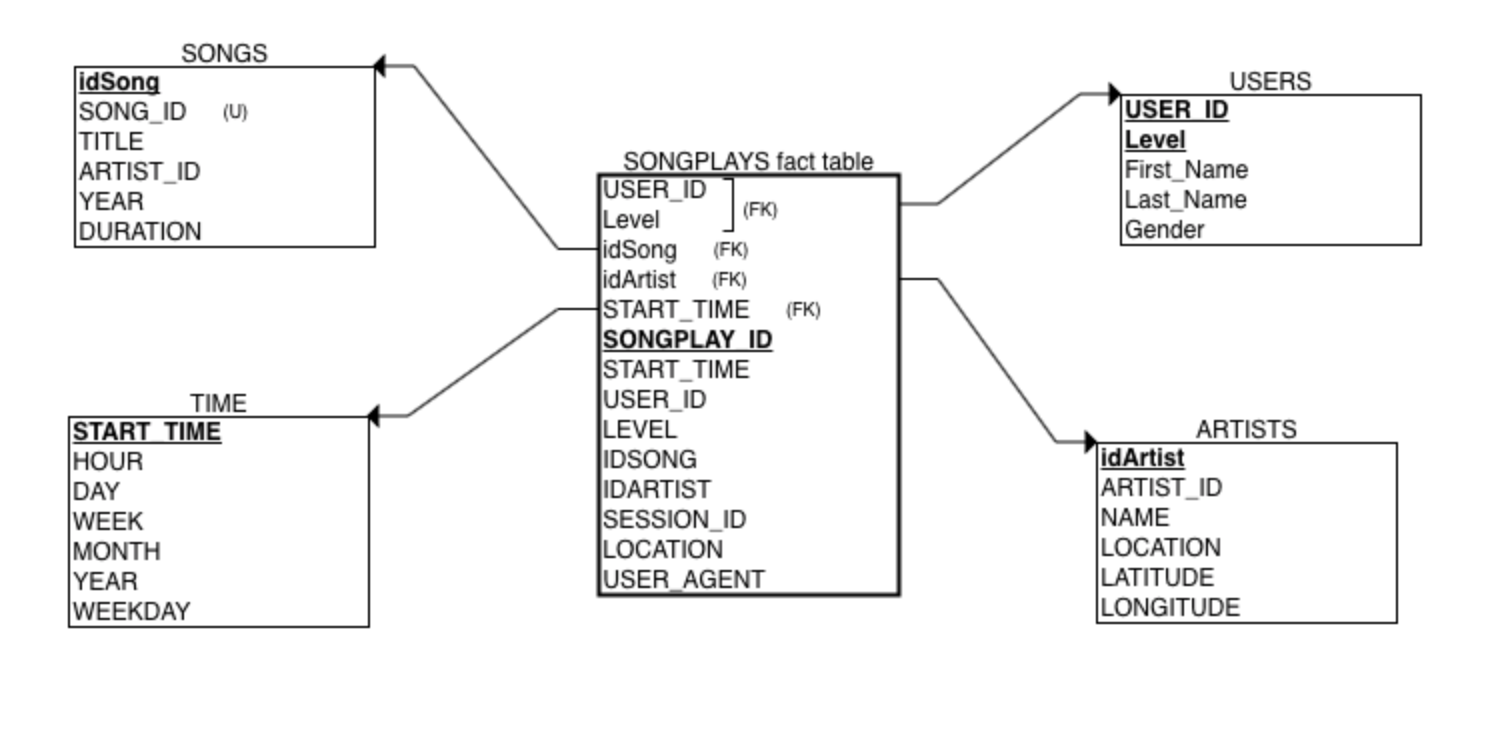 SONGS
idSong
SONG_ID (U)
TITLE
ARTIST_ID
YEAR
DURATION
TIME
START_TIME
HOUR
DAY
WEEK
MONTH
YEAR
WEEKDAY
SONGPLAYS fact table
USER_ID
Level
(FK)
idSong (FK)
idArtist (FK)
START_TIME (FK)
SONGPLAY_ID
START_TIME
USER_ID
LEVEL
IDSONG
IDARTIST
SESSION_ID
LOCATION
USER_AGENT
USERS
USER_ID
Level
First_Name
Last_Name
Gender
ARTISTS
idArtist
ARTIST_ID
NAME
LOCATION
LATITUDE
LONGITUDE